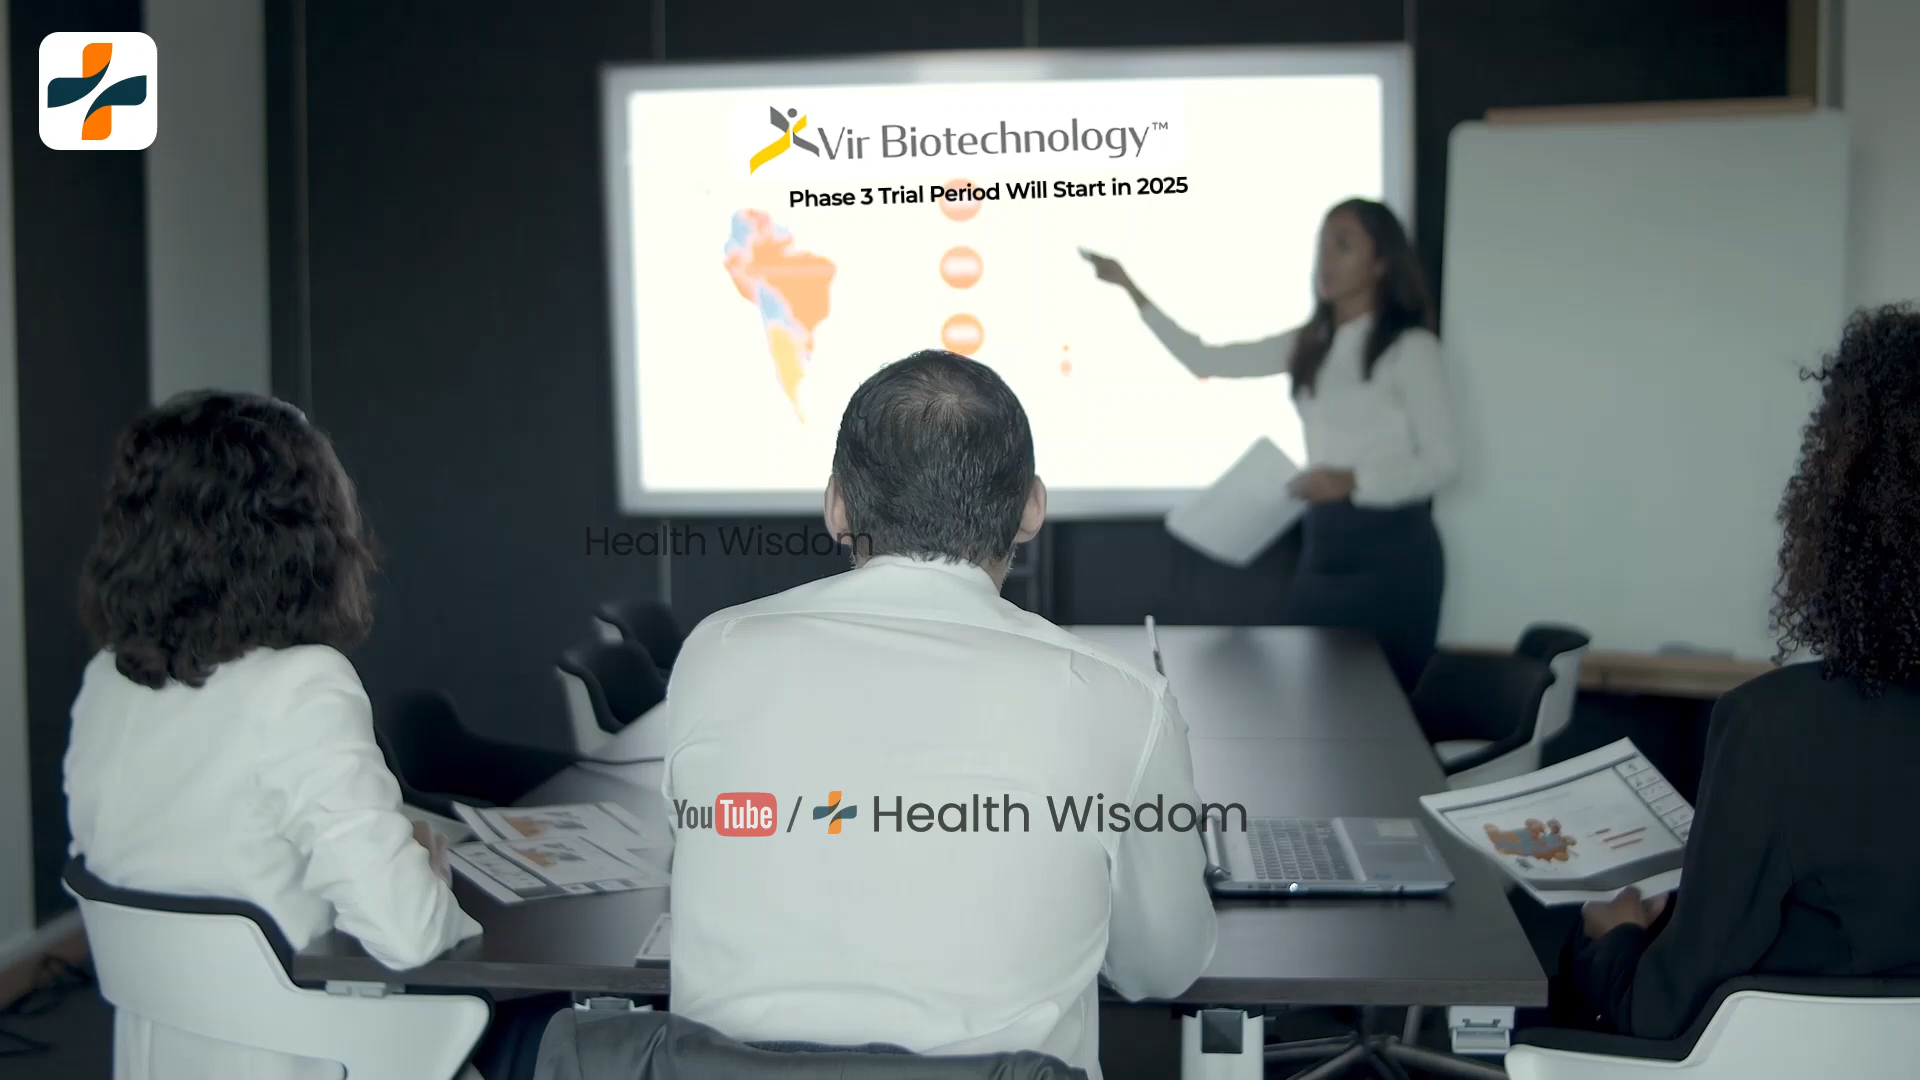 Vir Biotechnology™
Phase 3 Trial Period Will Start in 2025
Health Wisdom
YouTube / Health Wisdom